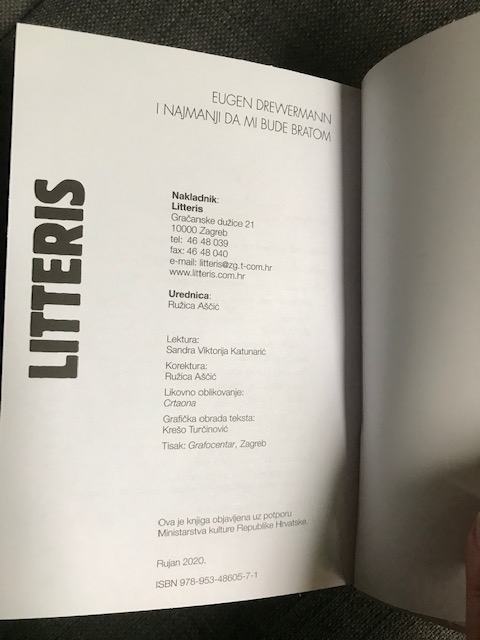 EUGEN DREWERMANN
I NAJMANJI DA MI BUDE BRATOM
LITTERIS
Nakladnik:
Litteris
Gračanske dužice 21
10000 Zagreb
tel: 46 48 039
fax: 46 48 040
e-mail: litteris@zg.t-com.hr
www.litteris.com.hr
Urednica:
Ružica Aščić
Lektura:
Sandra Viktorija Katunarić
Korektura:
Ružica Aščić
Likovno oblikovanje:
Crtaona
Grafička obrada teksta:
Krešo Turčinović
Tisak: Grafocentar, Zagreb
Ova je knjiga objavljena uz potporu
Ministarstva kulture Republike Hrvatske.
Rujan 2020.
ISBN 978-953-48605-7-1